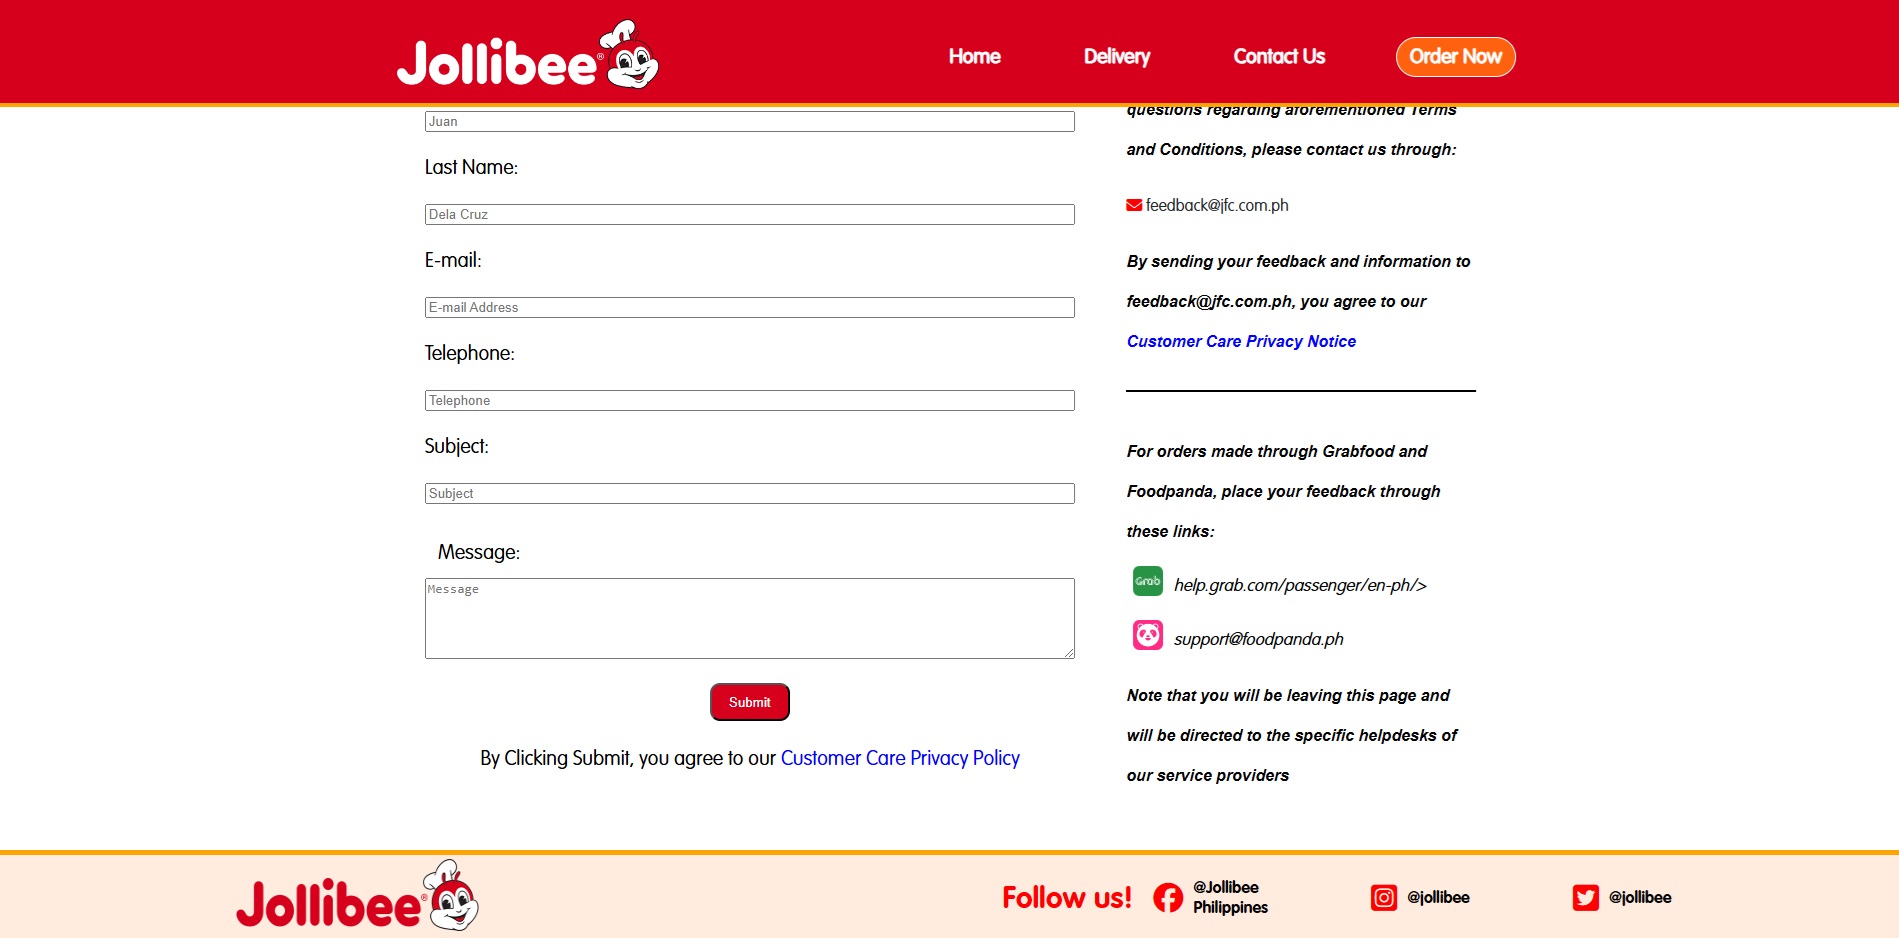 Jollibee®
Home
Delivery
Contact Us
Order Now
Juan
Last Name:
Dela Cruz
E-mail:
E-mail Address
Telephone:
Telephone
Subject:
Subject
Message:
Message
Submit
By Clicking Submit, you agree to our Customer Care Privacy Policy
questions regarding aforementioned Terms
and Conditions, please contact us through:
feedback@jfc.com.ph
By sending your feedback and information to
feedback@jfc.com.ph, you agree to our
Customer Care Privacy Notice
For orders made through Grabfood and
Foodpanda, place your feedback through
these links:
Grab
help.grab.com/passenger/en-ph/>
support@foodpanda.ph
Note that you will be leaving this page and
will be directed to the specific helpdesks of
our service providers
Jollibee®
Follow us!
@Jollibee
Philippines
@jollibee
@jollibee